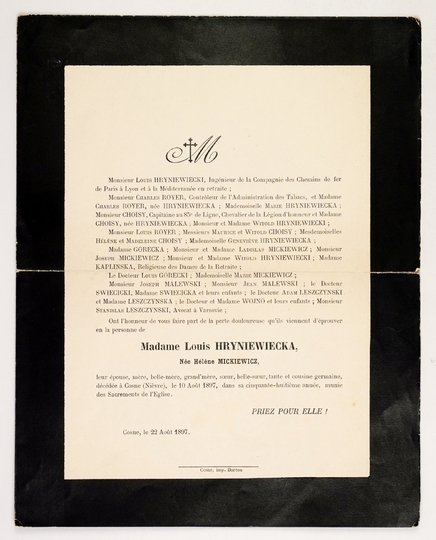 M
Monsieur Louis HRYNIEWIECKI, Ingénieur de la Compagnie des Chemins de fer
de Paris à Lyon et à la Méditerranée en retraite ;
Monsieur Charles ROYER, Contrôleur de l'Administration des Tabacs, et Madame
Charles ROYER, née HRYNIEWIECKA ; Mademoiselle Marie HRYNIEWIECKA ;
Monsieur CHOISY, Capitaine au 85e de Ligne, Chevalier de la Légion d'honneur et Madame
CHOISY, née HRYNIEWIECKA ; Monsieur et Madame Witold HRYNIEWIECKI ;
Monsieur Louis ROYER ; Messieurs Maurice et Witold CHOISY ; Mesdemoiselles
Hélène et Madeleine CHOISY ; Mademoiselle Geneviève HRYNIEWIECKA ;
Madame GORECKA ; Monsieur et Madame Ladislas MICKIEWICZ ; Monsieur
Joseph MICKIEWICZ ; Monsieur et Madame Witold HRYNIEWIECKI ; Madame
KAPLINSKA, Religieuse des Dames de la Retraite ;
Le Docteur Louis GORECKI ; Mademoiselle Marie MICKIEWICZ ;
Monsieur Joseph MALEWSKI ; Monsieur Jean MALEWSKI ; le Docteur
SWIECICKI, Madame SWIECICKA et leurs enfants ; le Docteur Adam LESZCZYNSKI
et Madame LESZCZYNSKA ; le Docteur et Madame WOJNO et leurs enfants ; Monsieur
Stanislas LESZCZYNSKI, Avocat à Varsovie ;
Ont l'honneur de vous faire part de la perte douloureuse qu'ils viennent d'éprouver
en la personne de
Madame Louis HRYNIEWIECKA,
Née Hélène MICKIEWICZ,
leur épouse, mère, belle-mère, grand'mère, sœur, belle-sœur, tante et cousine germaine,
décédée à Cosne (Nièvre), le 10 Août 1897, dans sa cinquante-huitième année, munie
des Sacrements de l'Eglise.
PRIEZ POUR ELLE !
Cosne, le 22 Août 1897.
Cosne, imp. Bureau